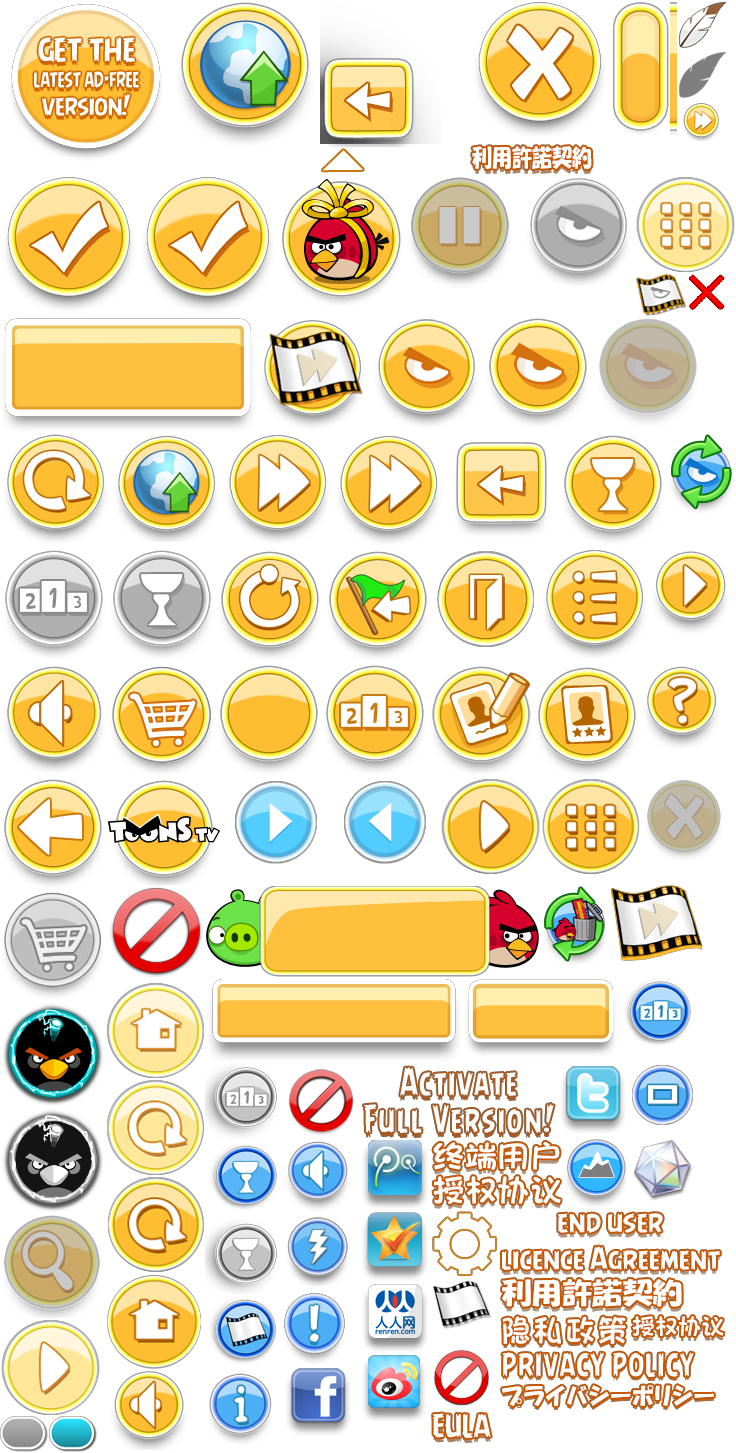 GET THE
LATEST AD-FREE
VERSION!
利用許諾契約
2 1 3
2 1 3
TOONS.TV
2 1 3
2 1 3
ACTIVATE
FULL VERSION!
终端用户
授权协议
END USER
LICENCE AGREEMENT
利用許諾契約
人人网
renren.com
隐私政策 授权协议
PRIVACY POLICY
プライバシーポリシー
EULA